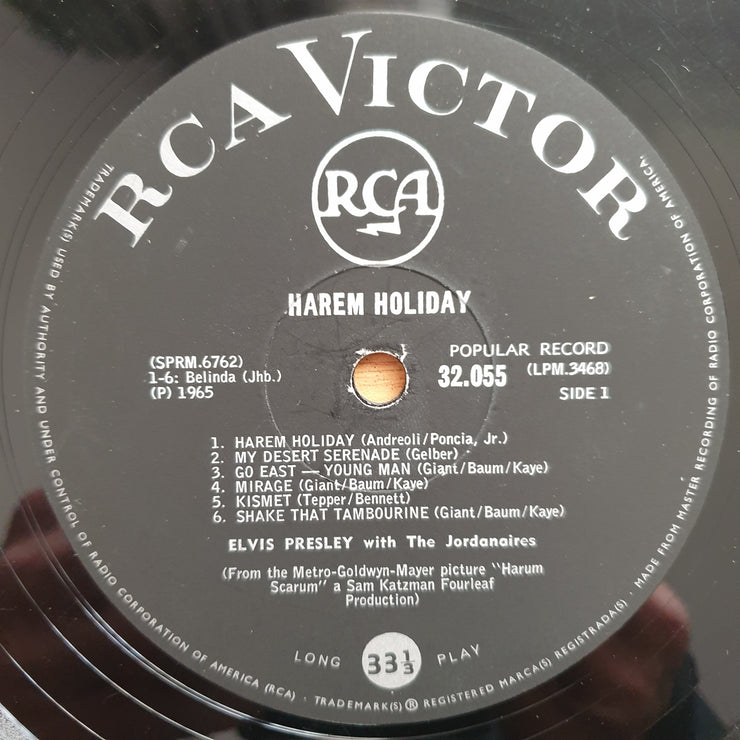 RCA VICTOR
RCA
HAREM HOLIDAY
(SPRM.6762)
1-6: Belinda (Jhb.)
(P) 1965
POPULAR RECORD
32.055 (LPM.3468)
SIDE 1
1. HAREM HOLIDAY (Andreoli/Poncia, Jr.)
2. MY DESERT SERENADE (Gelber)
3. GO EAST — YOUNG MAN (Giant/Baum/Kaye)
4. MIRAGE (Giant/Baum/Kaye)
5. KISMET (Tepper/Bennett)
6. SHAKE THAT TAMBOURINE (Giant/Baum/Kaye)
ELVIS PRESLEY with The Jordanaires
(From the Metro-Goldwyn-Mayer picture "Harum
Scarum" a Sam Katzman Fourleaf
Production)
LONG 33⅓ PLAY
TRADEMARK(S) USED BY AUTHORITY AND UNDER CONTROL OF RADIO CORPORATION OF AMERICA (RCA) · TRADEMARK(S) ® REGISTERED MARCA(S) REGISTRADA(S) · MADE FROM MASTER RECORDING OF RADIO CORPORATION OF AMERICA,